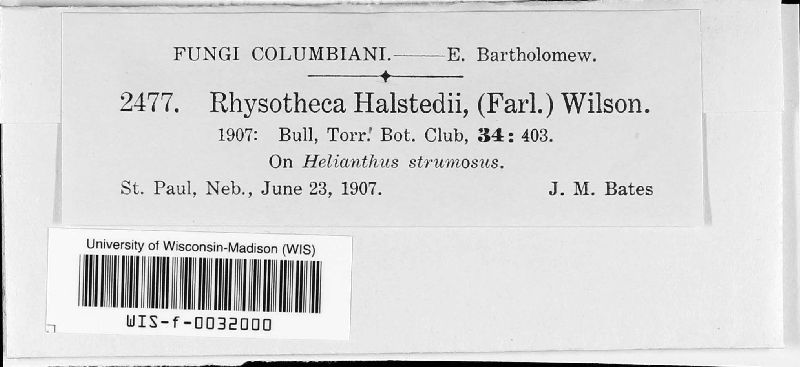 FUNGI COLUMBIANI.——E. Bartholomew.
2477. Rhysotheca Halstedii, (Farl.) Wilson.
1907: Bull, Torr. Bot. Club, 34: 403.
On Helianthus strumosus.
St. Paul, Neb., June 23, 1907. J. M. Bates
University of Wisconsin-Madison (WIS)
WIS-f-0032000